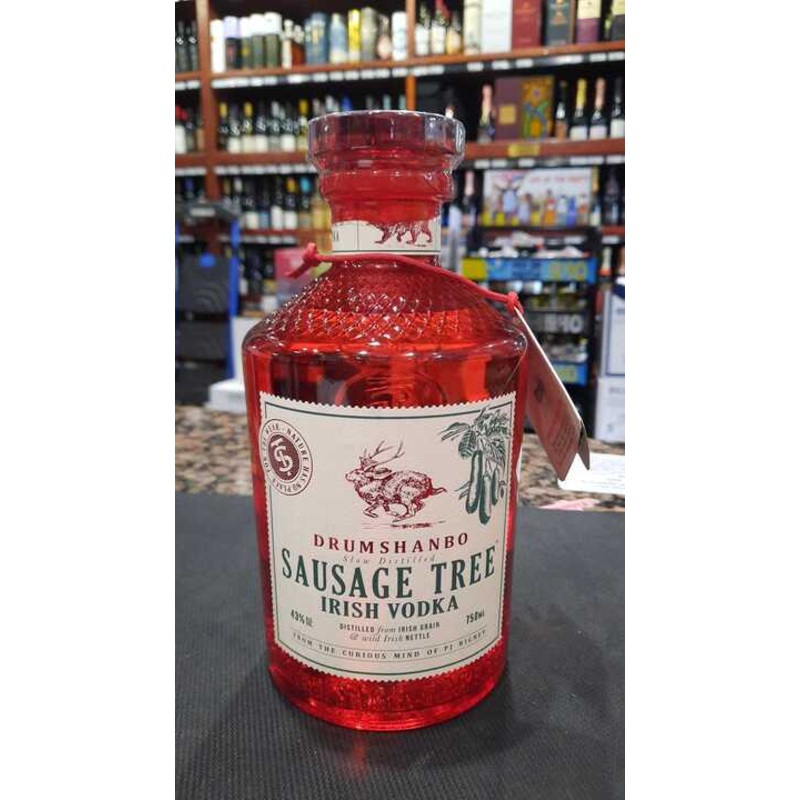 DRUMSHANBO
Slow Distilled
SAUSAGE TREE
IRISH VODKA
43%
750ML
DISTILLED from IRISH GRAIN
& wild Irish NETTLE
FROM THE CURIOUS MIND OF PJ RIGNEY